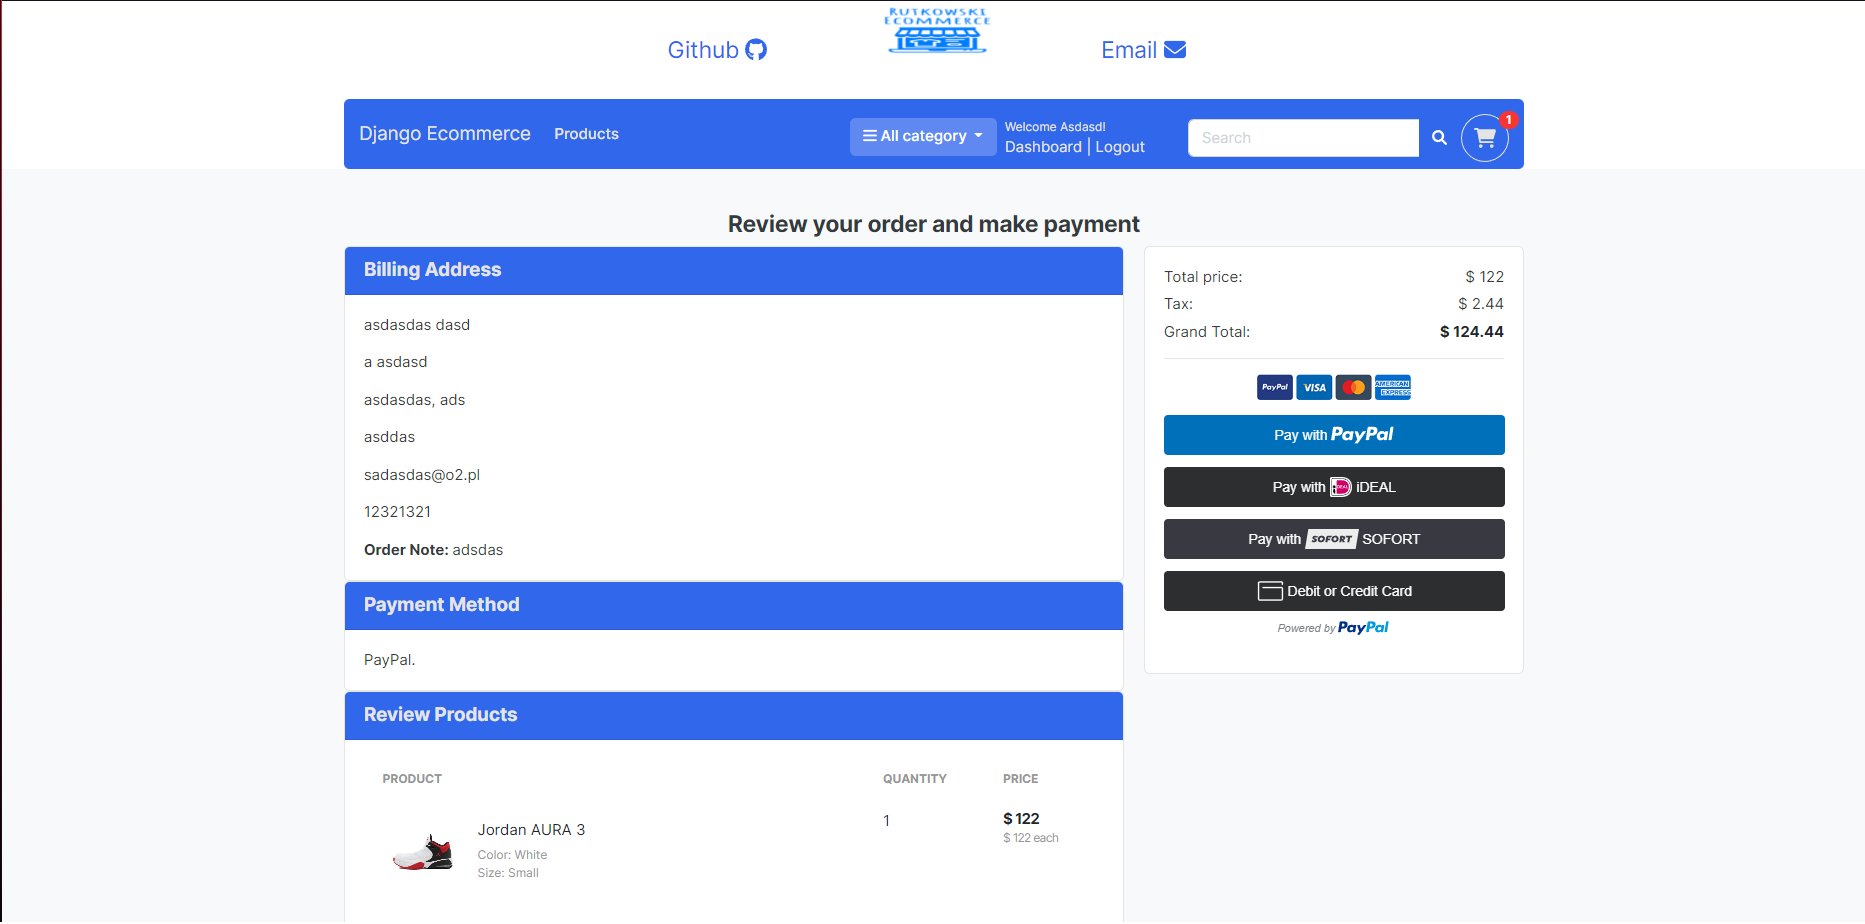 RUTKOWSKI
ECOMMERCE
Github
Email
Django Ecommerce
Products
All category
Welcome Asdasdl
Dashboard | Logout
Search
1
Review your order and make payment
Billing Address
asdasdas dasd
a asdasd
asdasdas, ads
asddas
sadasdas@o2.pl
12321321
Order Note: adsdas
Payment Method
PayPal.
Review Products
PRODUCT QUANTITY PRICE
Jordan AURA 3
Color: White
Size: Small
1
$ 122
$ 122 each
Total price: $ 122
Tax: $ 2.44
Grand Total: $ 124.44
PayPal VISA AMERICAN EXPRESS
Pay with PayPal
Pay with iDEAL iDEAL
Pay with SOFORT SOFORT
Debit or Credit Card
Powered by PayPal